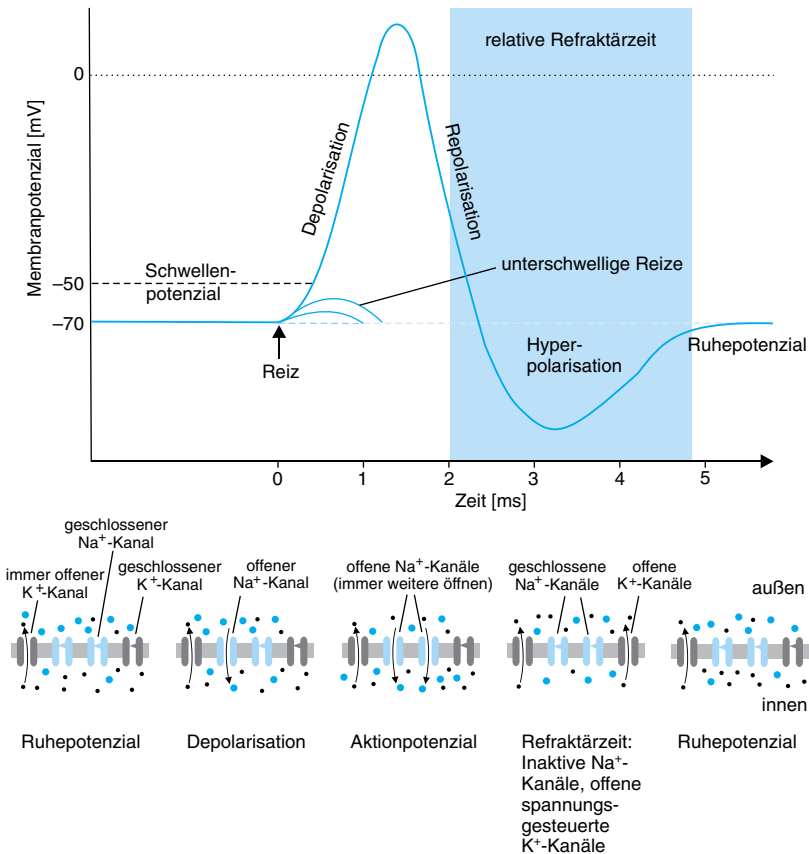 relative Refraktärzeit
0
Membranpotenzial [mV]
Depolarisation
Repolarisation
Schwellen-
potenzial
–50
unterschwellige Reize
–70
Reiz
Hyper-
polarisation
Ruhepotenzial
0 1 2 3 4 5
Zeit [ms]
geschlossener
Na+-Kanal
immer offener
K+-Kanal
geschlossener
K+-Kanal
offener
Na+-Kanal
offene Na+-Kanäle
(immer weitere öffnen)
geschlossene
Na+-Kanäle
offene
K+-Kanäle
außen
innen
Ruhepotenzial
Depolarisation
Aktionpotenzial
Refraktärzeit:
Inaktive Na+-
Kanäle, offene
spannungs-
gesteuerte
K+-Kanäle
Ruhepotenzial